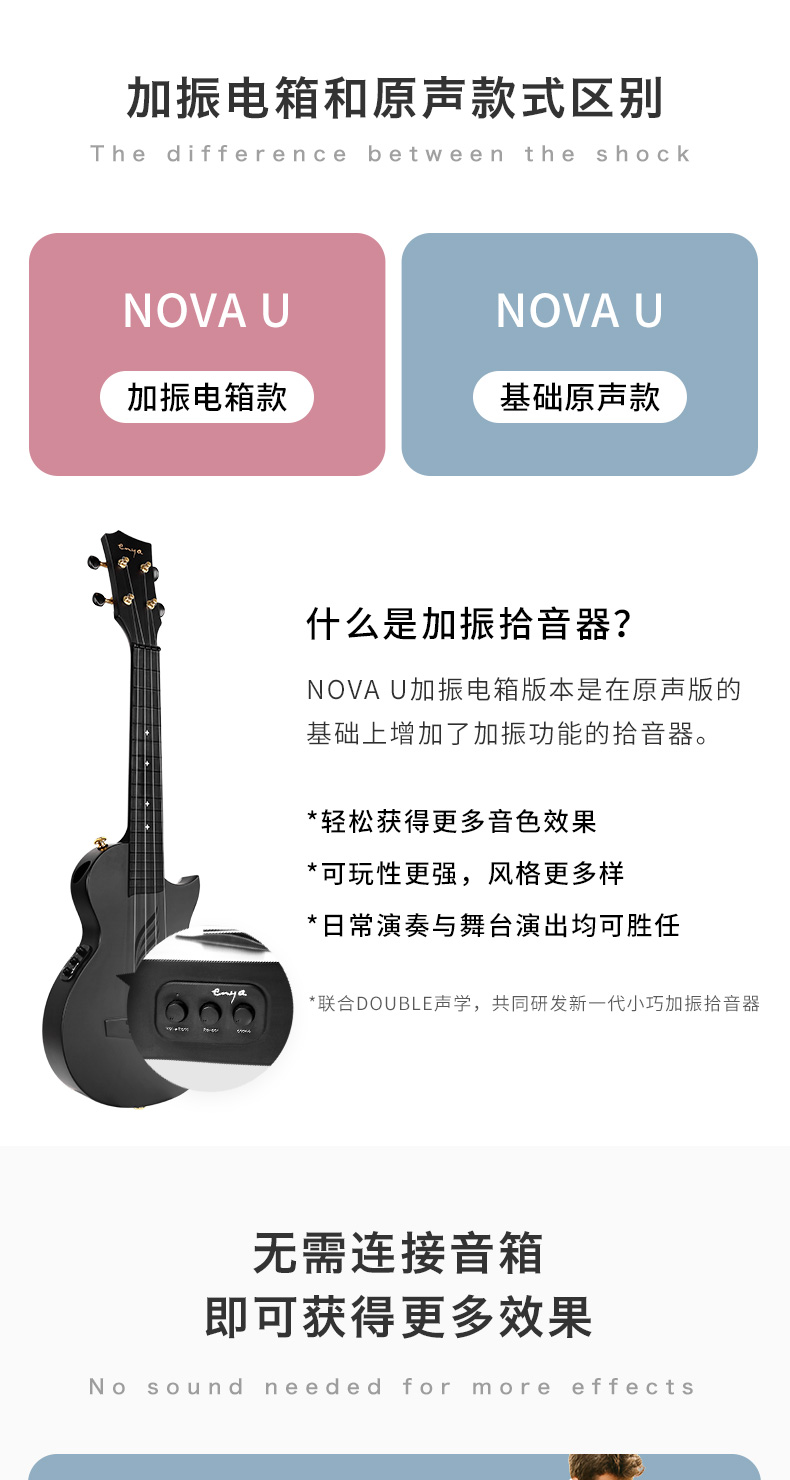 加振电箱和原声款式区别
The difference between the shock
NOVA U
加振电箱款
NOVA U
基础原声款
enya
什么是加振拾音器?
NOVA U加振电箱版本是在原声版的
基础上增加了加振功能的拾音器。
*轻松获得更多音色效果
*可玩性更强，风格更多样
*日常演奏与舞台演出均可胜任
enya
*联合DOUBLE声学，共同研发新一代小巧加振拾音器
无需连接音箱
即可获得更多效果
No sound needed for more effects